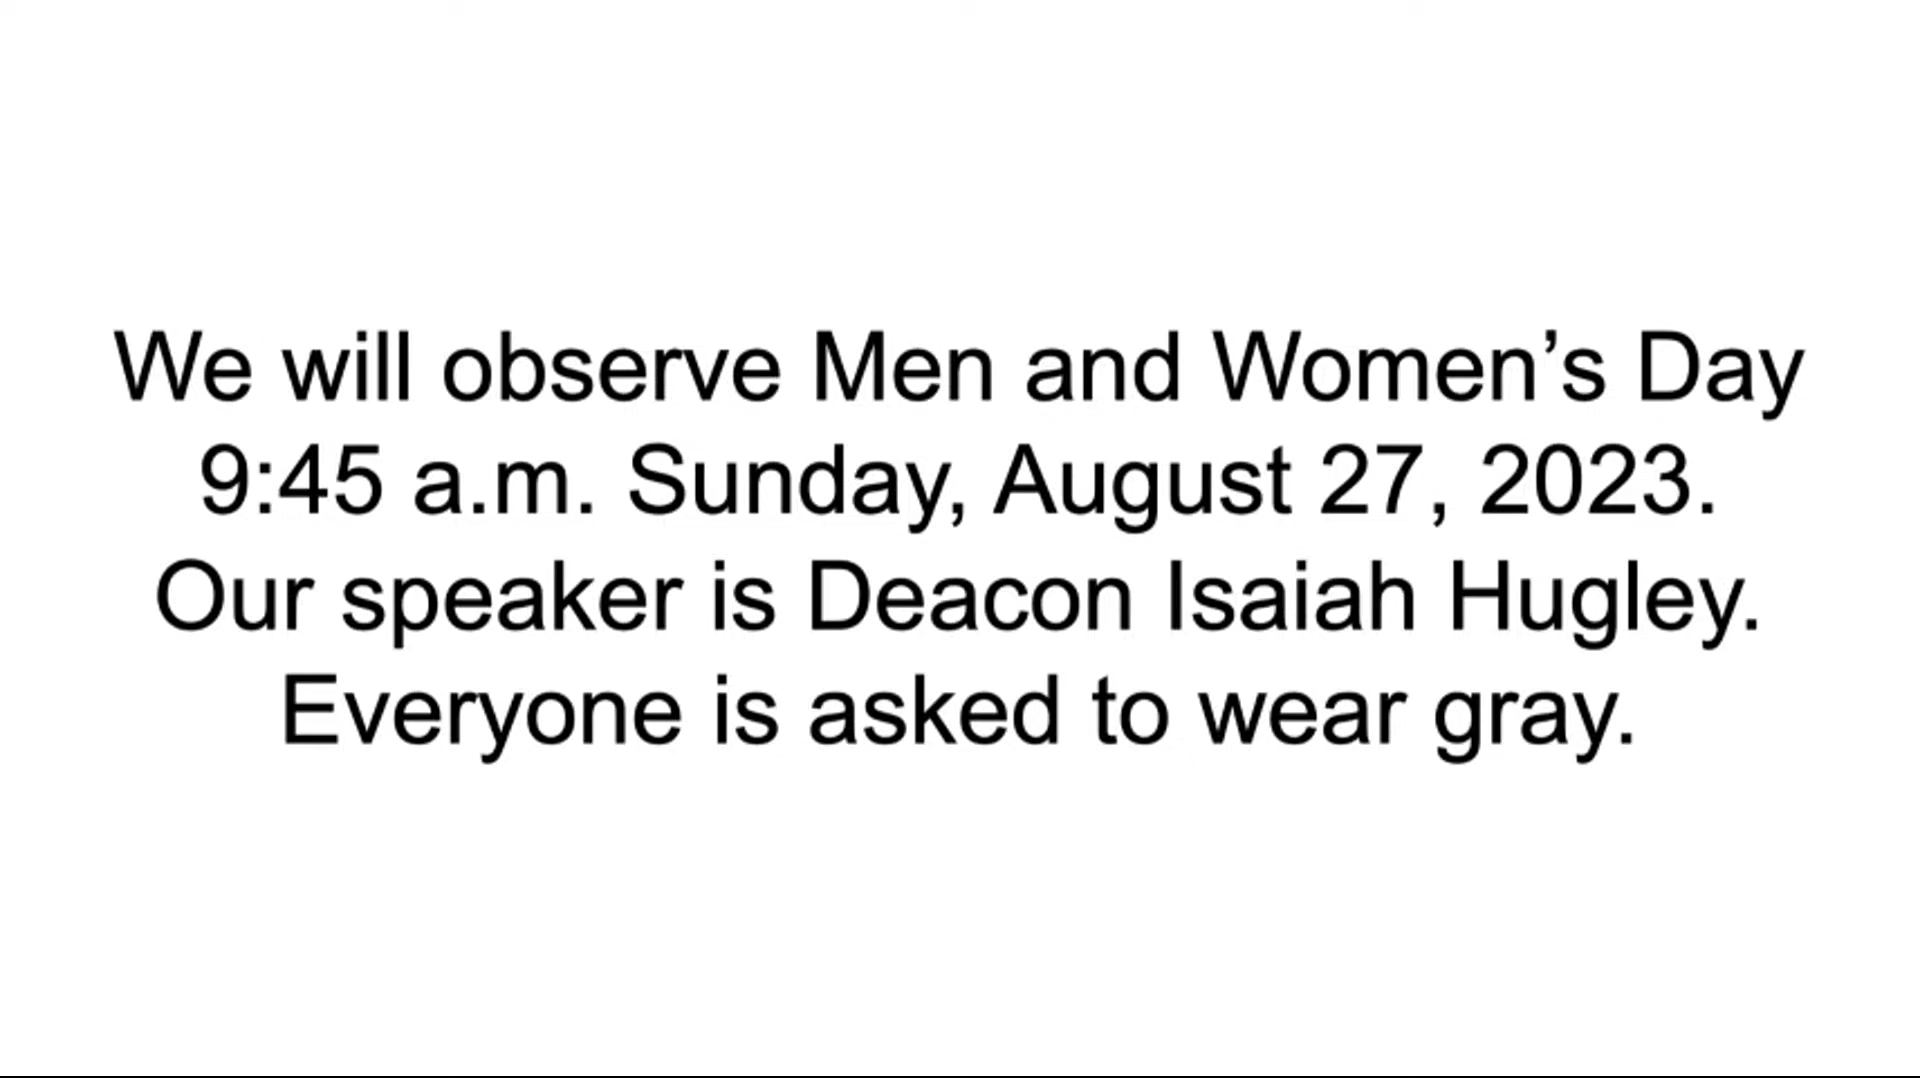 We will observe Men and Women’s Day
9:45 a.m. Sunday, August 27, 2023.
Our speaker is Deacon Isaiah Hugley.
Everyone is asked to wear gray.